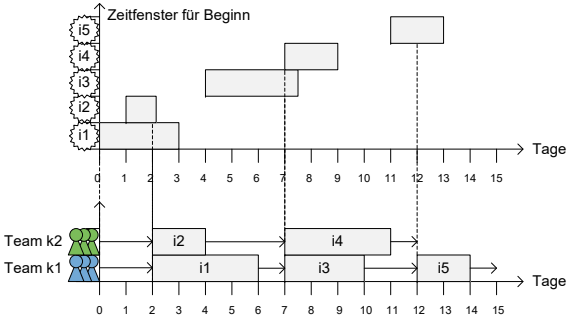 Zeitfenster für Beginn
i5
i4
i3
i2
i1
Tage
0 1 2 3 4 5 6 7 8 9 10 11 12 13 14 15
Team k2 i2 i4
Team k1 i1 i3 i5
Tage
0 1 2 3 4 5 6 7 8 9 10 11 12 13 14 15